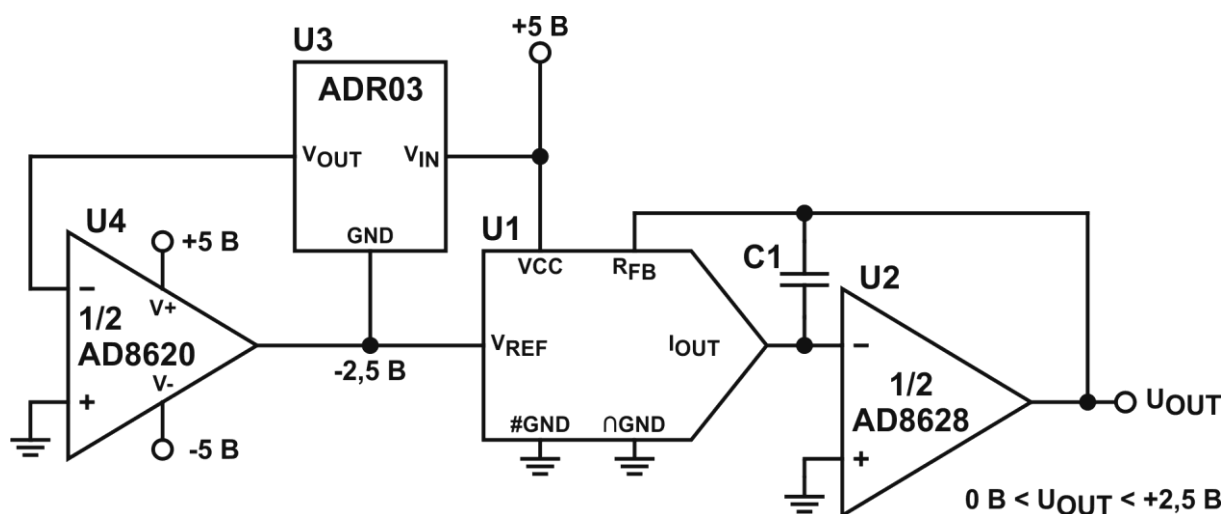 +5 В
U3
ADR03
VOUT
VIN
GND
U4
+5 В
−
V+
1/2
AD8620
V-
+
-5 В
-2,5 В
U1
VCC
RFB
VREF
IOUT
#GND
∩GND
C1
U2
−
1/2
AD8628
+
UOUT
0 В < UOUT < +2,5 В